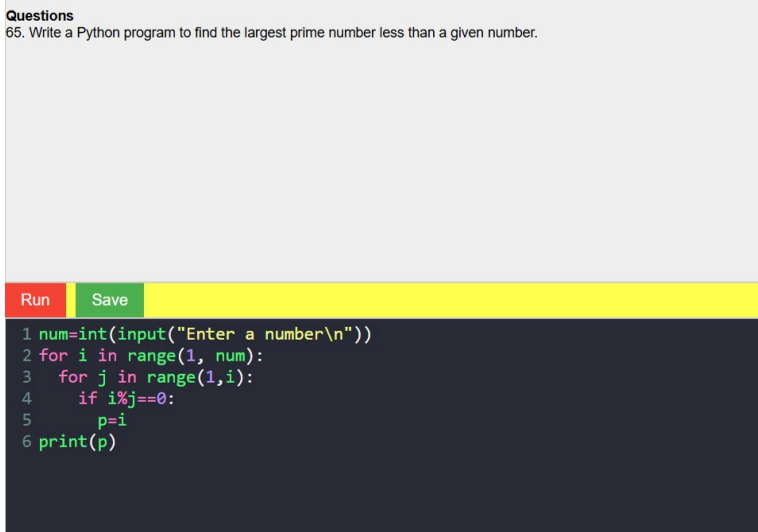 Questions
65. Write a Python program to find the largest prime number less than a given number.
Run Save
1 num=int(input("Enter a number\n"))
2 for i in range(1, num):
3   for j in range(1,i):
4     if i%j==0:
5       p=i
6 print(p)